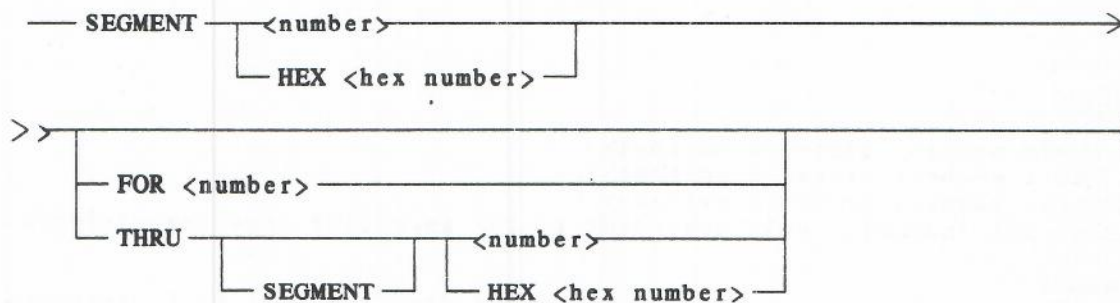 SEGMENT <number>
HEX <hex number>
FOR <number>
THRU <number>
SEGMENT HEX <hex number>